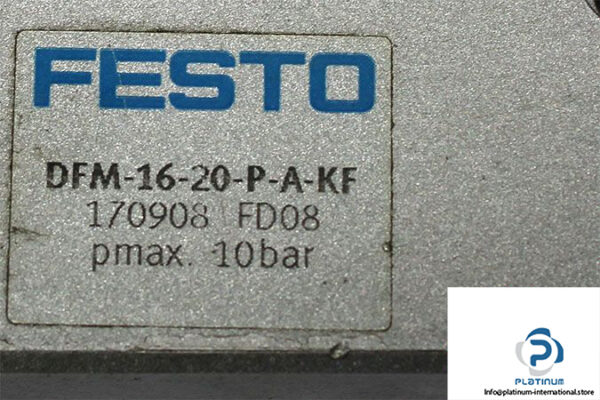 FESTO
DFM-16-20-P-A-KF
170908 FD08
pmax. 10bar
PLATINUM
Info@platinum-international.store